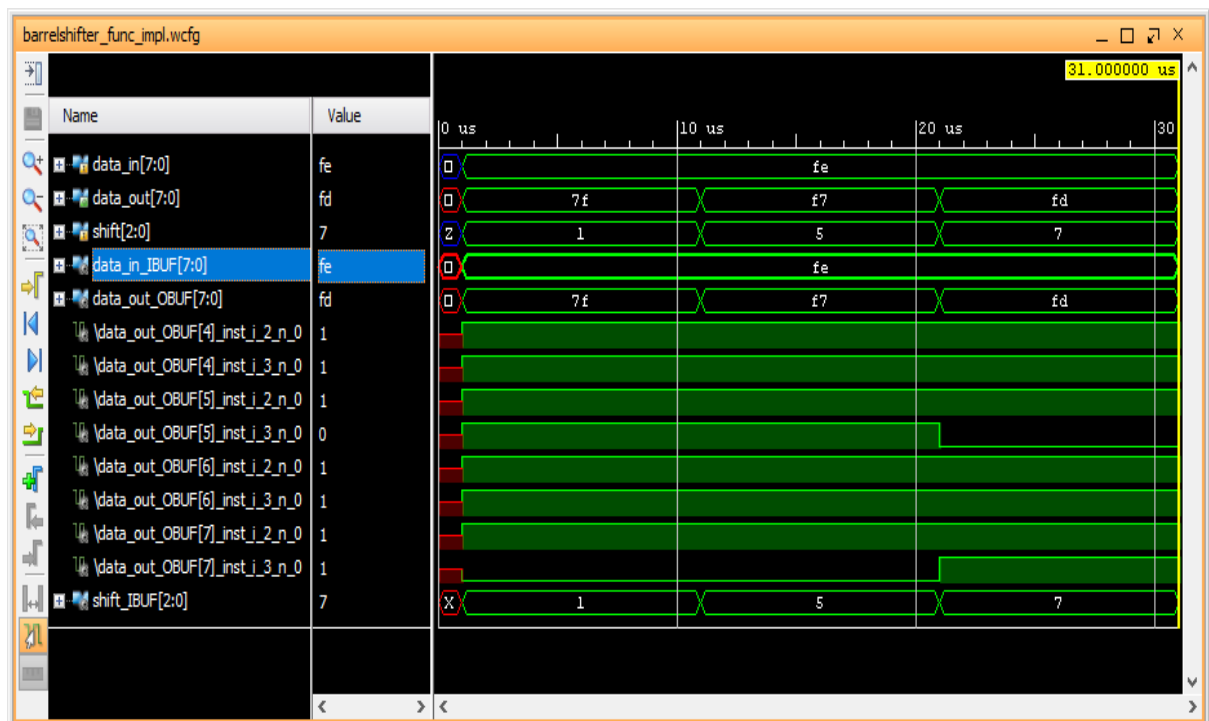 barrelshifter_func_impl.wcfg
31.000000 us
Name Value
0 us 10 us 20 us 30
data_in[7:0] fe fe
data_out[7:0] fd 7f f7 fd
shift[2:0] 7 Z 1 5 7
data_in_IBUF[7:0] fe fe
data_out_OBUF[7:0] fd 7f f7 fd
\data_out_OBUF[4]_inst_i_2_n_0 1
\data_out_OBUF[4]_inst_i_3_n_0 1
\data_out_OBUF[5]_inst_i_2_n_0 1
\data_out_OBUF[5]_inst_i_3_n_0 0
\data_out_OBUF[6]_inst_i_2_n_0 1
\data_out_OBUF[6]_inst_i_3_n_0 1
\data_out_OBUF[7]_inst_i_2_n_0 1
\data_out_OBUF[7]_inst_i_3_n_0 1
shift_IBUF[2:0] 7 X 1 5 7